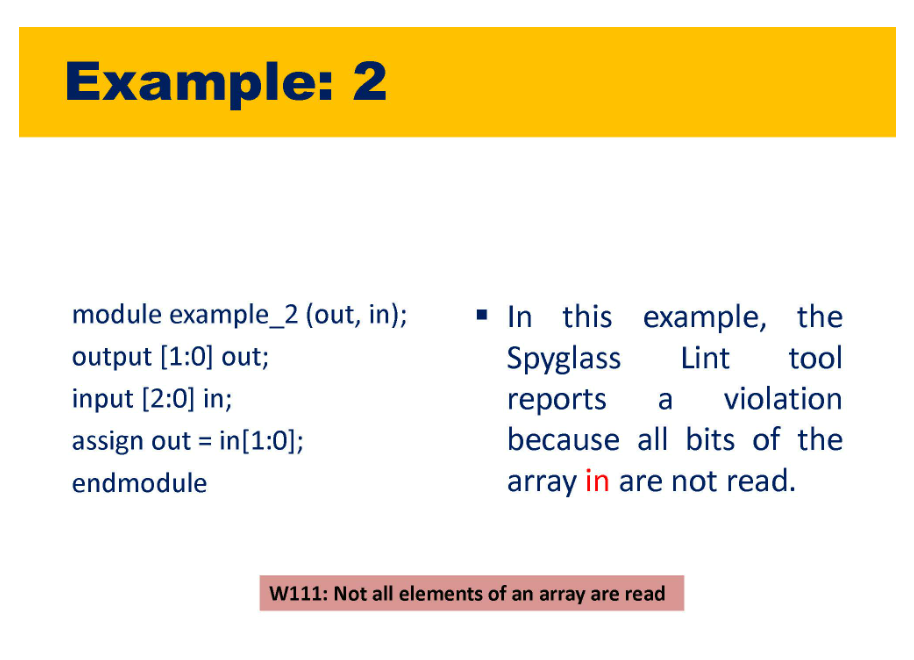 Example: 2
module example_2 (out, in);
output [1:0] out;
input [2:0] in;
assign out = in[1:0];
endmodule
▪ In this example, the
Spyglass Lint tool
reports a violation
because all bits of the
array in are not read.
W111: Not all elements of an array are read